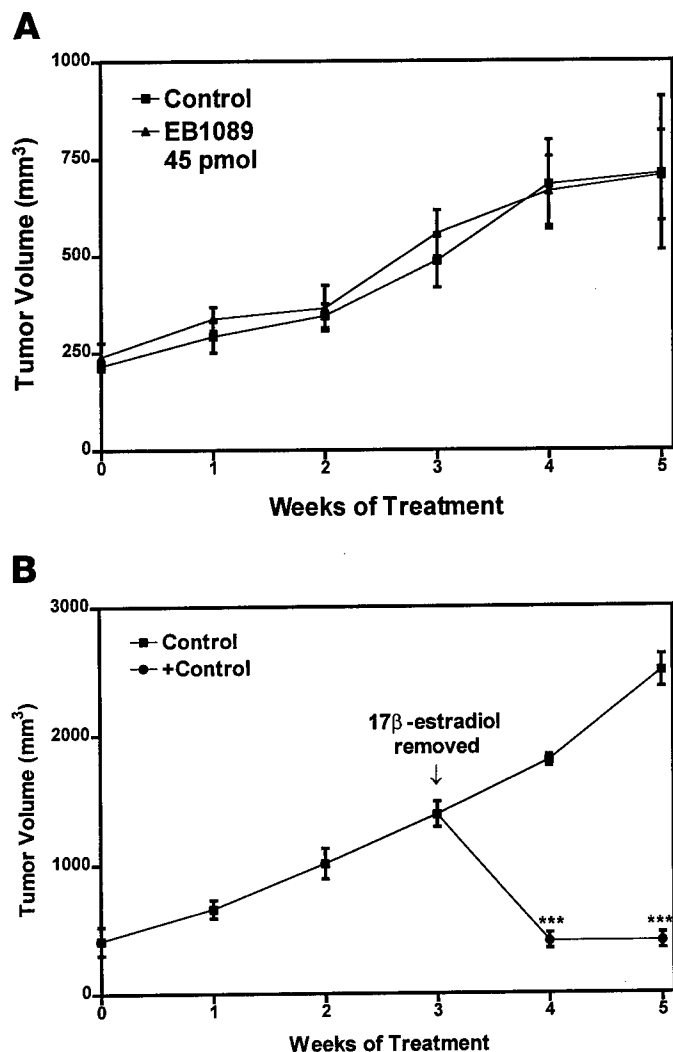 A
1000
750
500
250
0
Tumor Volume (mm³)
Control
EB1089
45 pmol
0 1 2 3 4 5
Weeks of Treatment
B
3000
2000
1000
0
Tumor Volume (mm³)
Control
+Control
17β-estradiol
removed
↓
*** ***
0 1 2 3 4 5
Weeks of Treatment